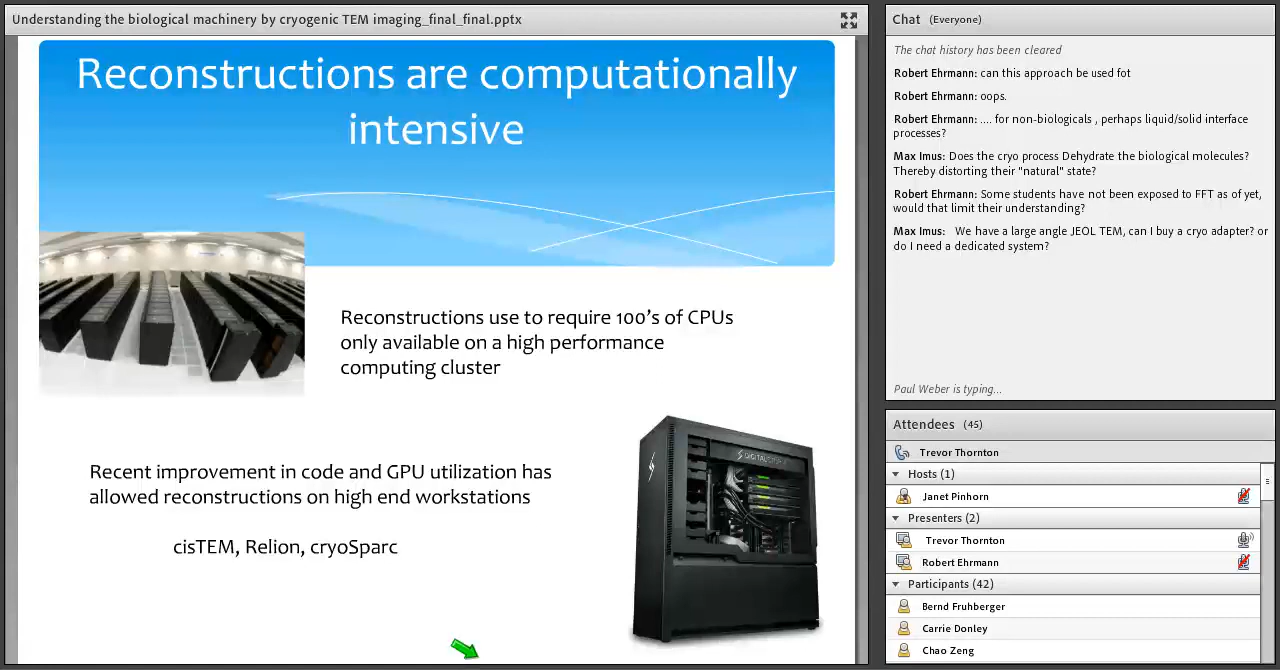 Understanding the biological machinery by cryogenic TEM imaging_final_final.pptx
Reconstructions are computationally
intensive
Reconstructions use to require 100's of CPUs
only available on a high performance
computing cluster
Recent improvement in code and GPU utilization has
allowed reconstructions on high end workstations
cisTEM, Relion, cryoSparc
DIGITAL STORM
Chat (Everyone)
The chat history has been cleared
Robert Ehrmann: can this approach be used fot
Robert Ehrmann: oops.
Robert Ehrmann: .... for non-biologicals , perhaps liquid/solid interface
processes?
Max Imus: Does the cryo process Dehydrate the biological molecules?
Thereby distorting their "natural" state?
Robert Ehrmann: Some students have not been exposed to FFT as of yet,
would that limit their understanding?
Max Imus: We have a large angle JEOL TEM, can I buy a cryo adapter? or
do I need a dedicated system?
Paul Weber is typing...
Attendees (45)
Trevor Thornton
Hosts (1)
Janet Pinhorn
Presenters (2)
Trevor Thornton
Robert Ehrmann
Participants (42)
Bernd Fruhberger
Carrie Donley
Chao Zeng